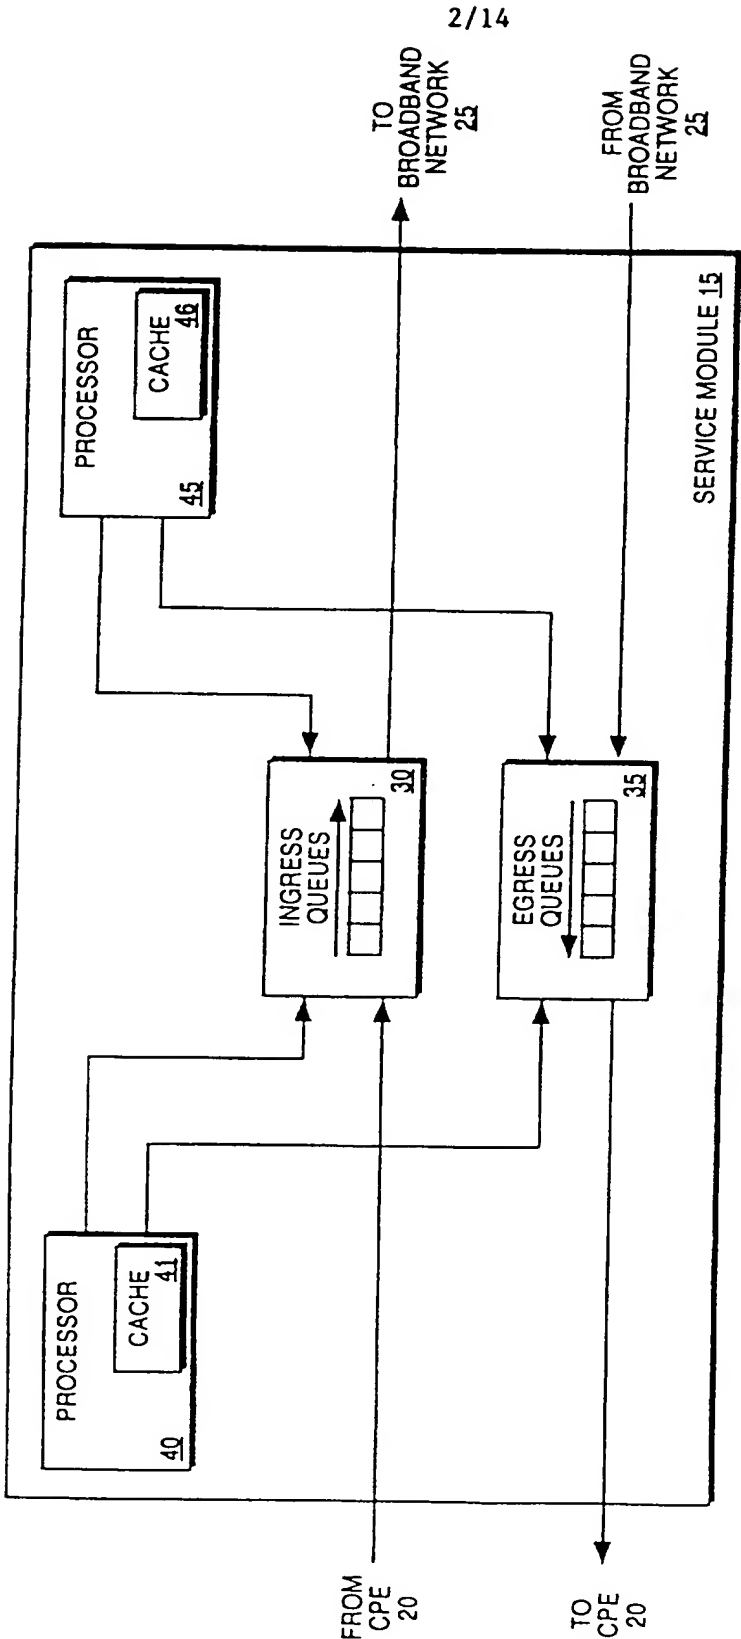 2/14
PROCESSOR
CACHE
41
40
PROCESSOR
CACHE
46
45
INGRESS
QUEUES
30
EGRESS
QUEUES
35
FROM
CPE
20
TO
CPE
20
TO
BROADBAND
NETWORK
25
FROM
BROADBAND
NETWORK
25
SERVICE MODULE 15